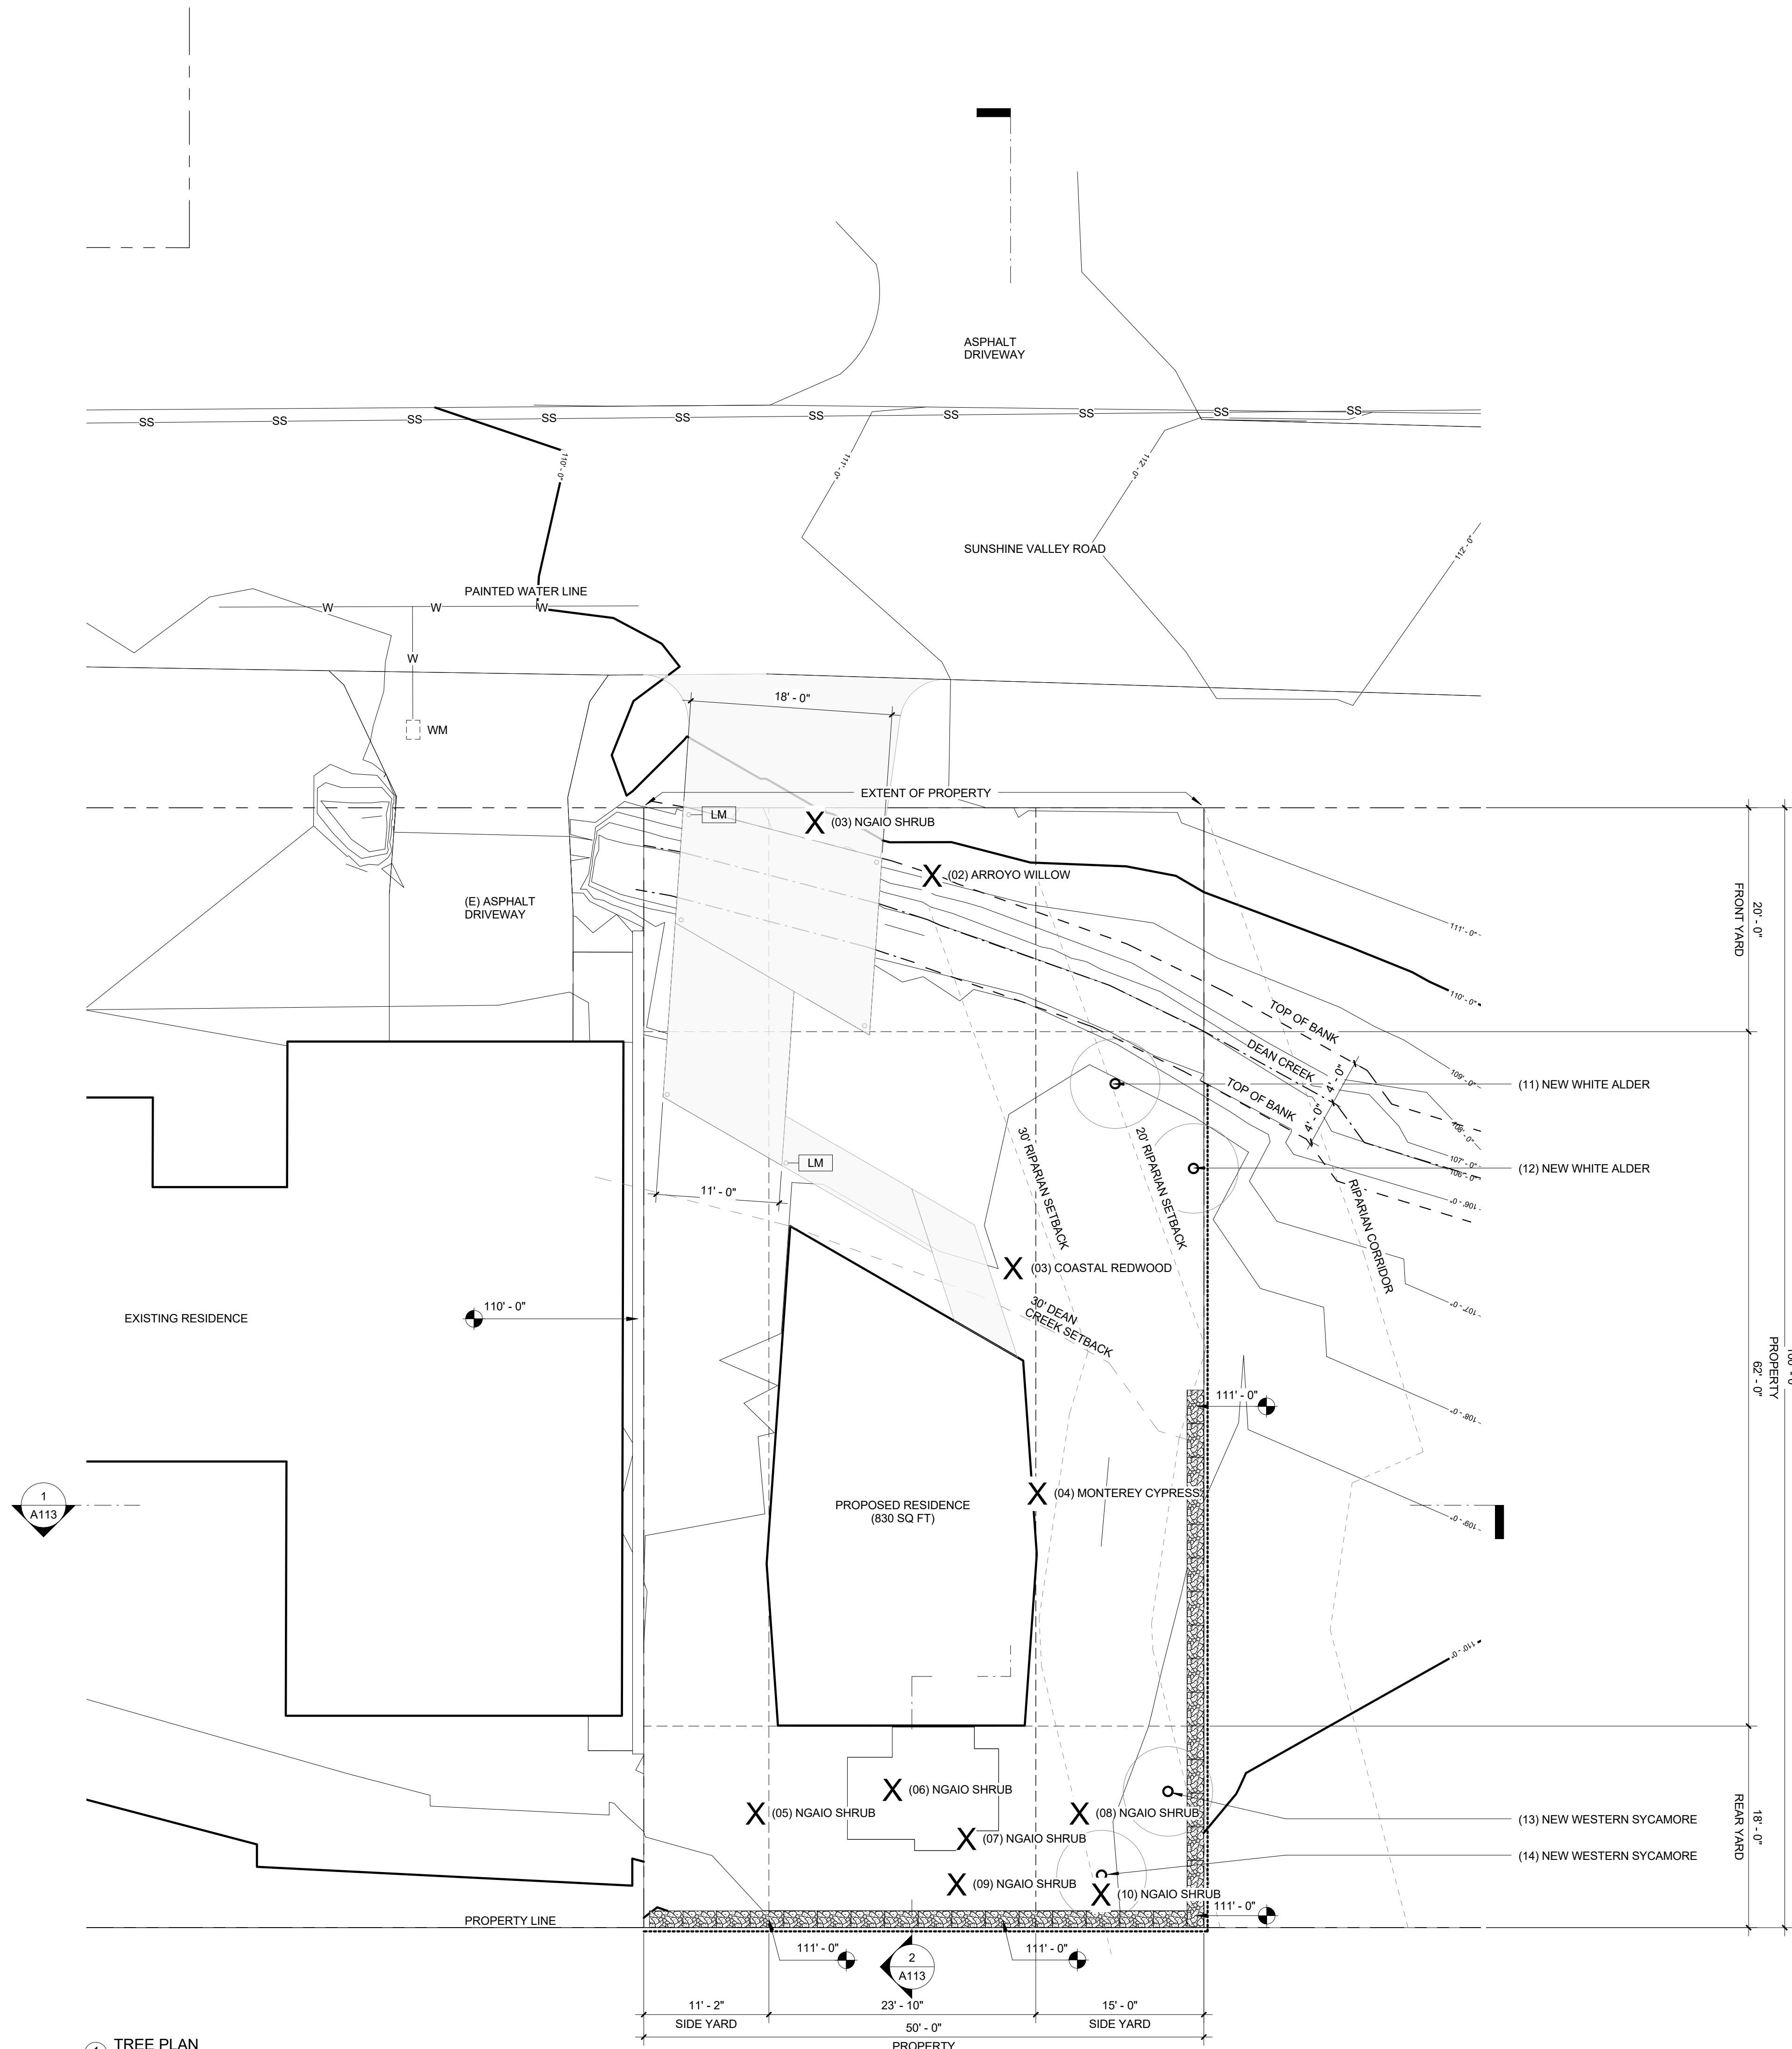 ASPHALT
DRIVEWAY
SS SS SS SS SS SS SS SS SS SS
110' - 0"
111' - 0"
112' - 0"
112' - 0"
SUNSHINE VALLEY ROAD
PAINTED WATER LINE
W W W
W
WM
18' - 0"
EXTENT OF PROPERTY
LM
(03) NGAIO SHRUB
(02) ARROYO WILLOW
(E) ASPHALT
DRIVEWAY
111' - 0"
20' - 0"
FRONT YARD
110' - 0"
TOP OF BANK
DEAN CREEK
109' - 0"
4' - 0"
4' - 0"
TOP OF BANK
(11) NEW WHITE ALDER
108' - 0"
30' RIPARIAN SETBACK
20' RIPARIAN SETBACK
107' - 0"
106' - 0"
LM
(12) NEW WHITE ALDER
11' - 0"
106' - 0"
RIPARIAN CORRIDOR
(03) COASTAL REDWOOD
30' DEAN
CREEK SETBACK
107' - 0"
EXISTING RESIDENCE
110' - 0"
PROPERTY
62' - 0"
111' - 0"
108' - 0"
1
A113
PROPOSED RESIDENCE
(830 SQ FT)
(04) MONTEREY CYPRESS
109' - 0"
110' - 0"
(06) NGAIO SHRUB
(05) NGAIO SHRUB
(08) NGAIO SHRUB
(13) NEW WESTERN SYCAMORE
18' - 0"
REAR YARD
(07) NGAIO SHRUB
(14) NEW WESTERN SYCAMORE
(09) NGAIO SHRUB
(10) NGAIO SHRUB
111' - 0"
PROPERTY LINE
111' - 0"
111' - 0"
2
A113
11' - 2"
23' - 10"
15' - 0"
SIDE YARD
SIDE YARD
50' - 0"
PROPERTY
TREE PLAN